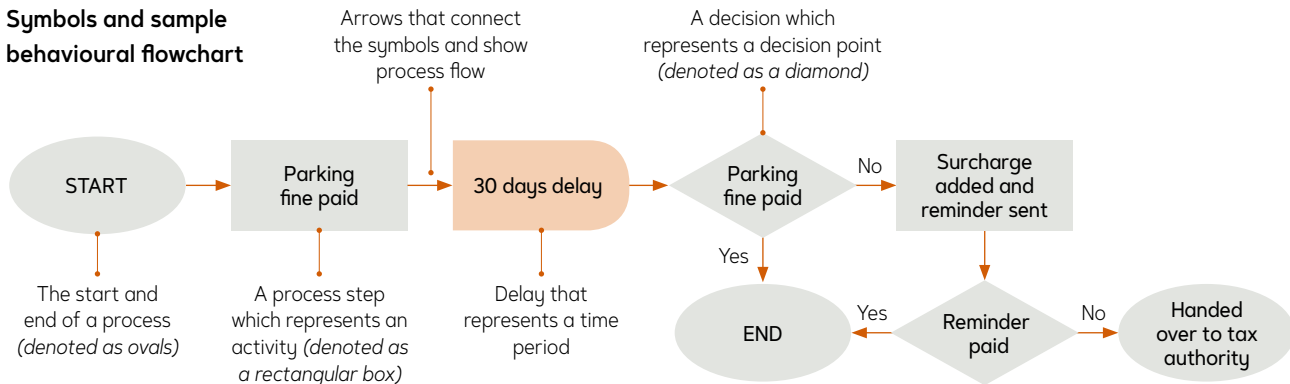 Symbols and sample
behavioural flowchart
Arrows that connect
the symbols and show
process flow
A decision which
represents a decision point
(denoted as a diamond)
START
Parking
fine paid
30 days delay
Parking
fine paid
No
Surcharge
added and
reminder sent
Yes
The start and
end of a process
(denoted as ovals)
A process step
which represents an
activity (denoted as
a rectangular box)
Delay that
represents a time
period
END
Yes
Reminder
paid
No
Handed
over to tax
authority